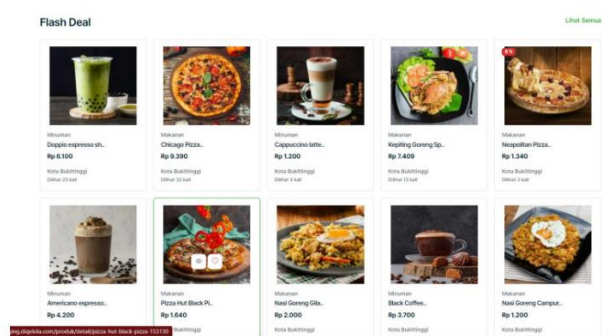 Flash Deal
Lihat Semua
Minuman
Doppio espresso sh..
Rp 6.100
Kota Bukittinggi
Dilihat 25 kali
Makanan
Chicago Pizza..
Rp 9.390
Kota Bukittinggi
Dilihat 32 kali
Minuman
Cappuccino latte..
Rp 1.200
Kota Bukittinggi
Dilihat 4 kali
Makanan
Kepiting Goreng Sp..
Rp 7.409
Kota Bukittinggi
Dilihat 13 kali
Makanan
Neapolitan Pizza..
Rp 1.340
Kota Bukittinggi
Dilihat 3 kali
Minuman
Americano espresso..
Rp 4.200
Makanan
Pizza Hut Black Pi..
Rp 1.640
Bukittinggi
Makanan
Nasi Goreng Gila..
Rp 2.000
Kota Bukittinggi
Minuman
Black Coffee..
Rp 3.700
Kota Bukittinggi
Makanan
Nasi Goreng Campur..
Rp 1.200
Kota Bukittinggi